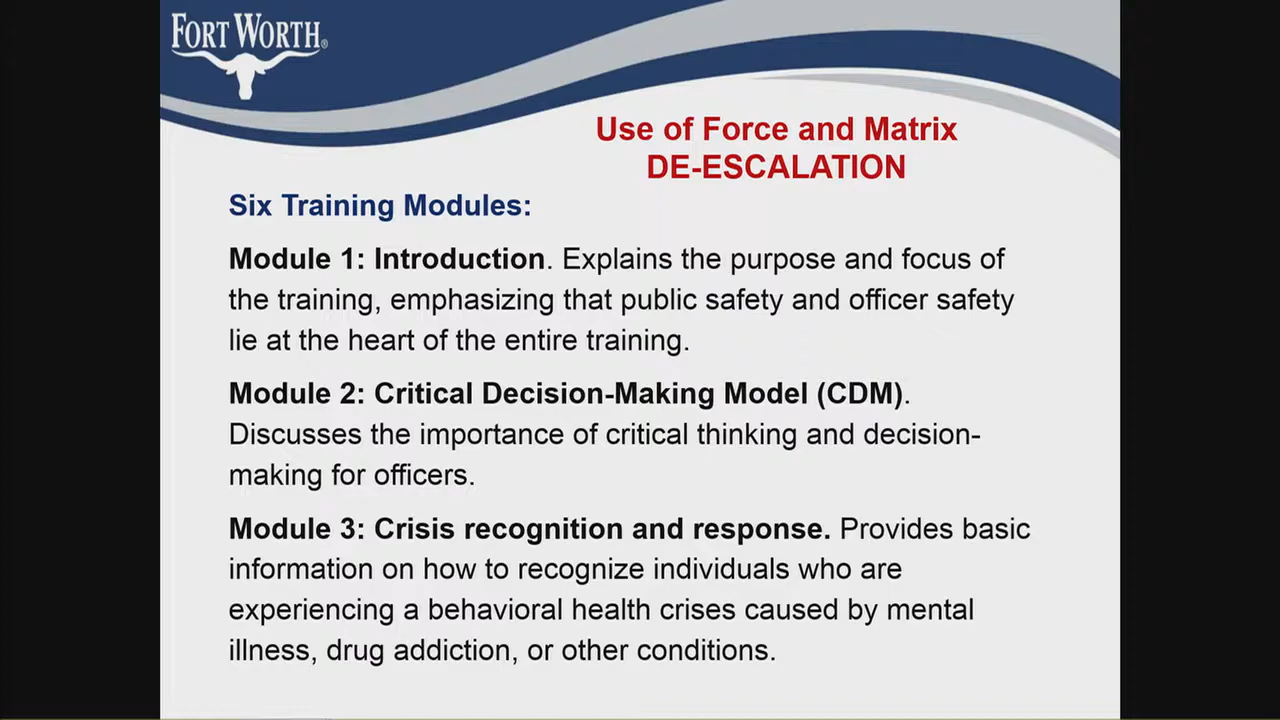 FORT WORTH®
Use of Force and Matrix
DE-ESCALATION
Six Training Modules:
Module 1: Introduction. Explains the purpose and focus of
the training, emphasizing that public safety and officer safety
lie at the heart of the entire training.
Module 2: Critical Decision-Making Model (CDM).
Discusses the importance of critical thinking and decision-
making for officers.
Module 3: Crisis recognition and response. Provides basic
information on how to recognize individuals who are
experiencing a behavioral health crises caused by mental
illness, drug addiction, or other conditions.